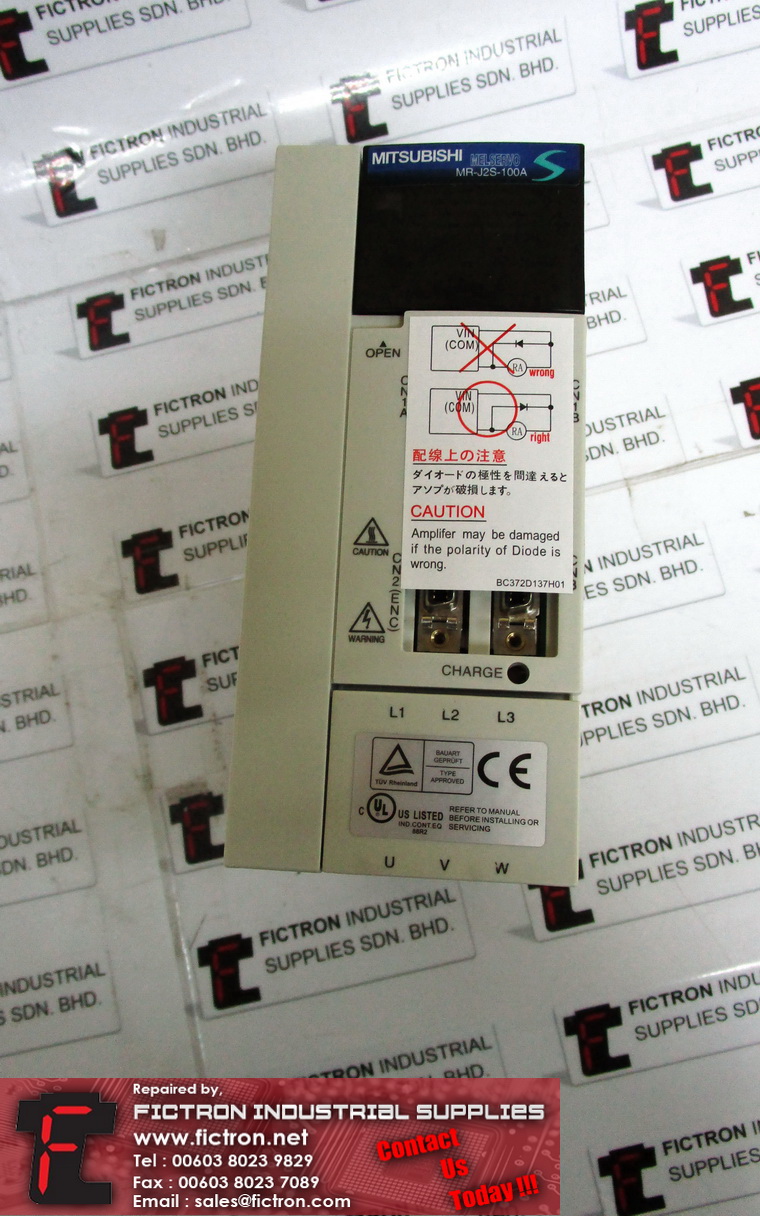 FICTRON INDUSTRIAL
SUPPLIES SDN. BHD.
MITSUBISHI MELSERVO
MR-J2S-100A
OPEN
CN1A
CN1B
VIN
(COM)
RA
wrong
VIN
(COM)
RA
right
配線上の注意
ダイオードの極性を間違えると
アンプが破損します。
CAUTION
Amplifer may be damaged
if the polarity of Diode is
wrong.
BC372D137H01
CAUTION
CN2(ENC)
WARNING
CHARGE
L1 L2 L3
TÜV Rheinland
BAUART
GEPRÜFT
TYPE
APPROVED
CE
C UL US LISTED
IND.CONT.EQ
REFER TO MANUAL
BEFORE INSTALLING OR
SERVICING
U V W
Repaired by,
FICTRON INDUSTRIAL SUPPLIES
www.fictron.net
Tel : 00603 8023 9829
Fax : 00603 8023 7089
Email : sales@fictron.com
Contact
Us
Today !!!